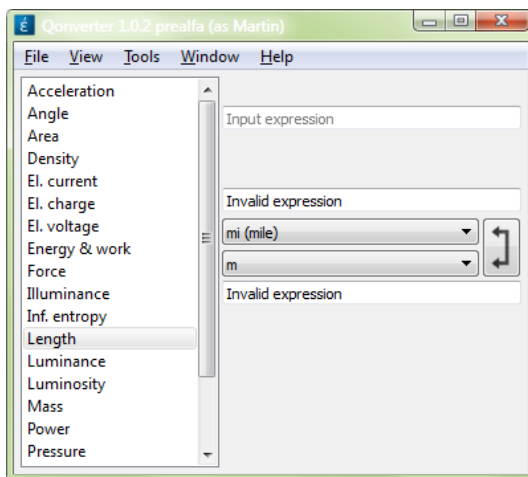 é Qonverter 1.0.2 prealfa (as Martin)
File View Tools Window Help
Acceleration
Angle
Area
Density
El. current
El. charge
El. voltage
Energy & work
Force
Illuminance
Inf. entropy
Length
Luminance
Luminosity
Mass
Power
Pressure
Input expression
Invalid expression
mi (mile)
m
Invalid expression